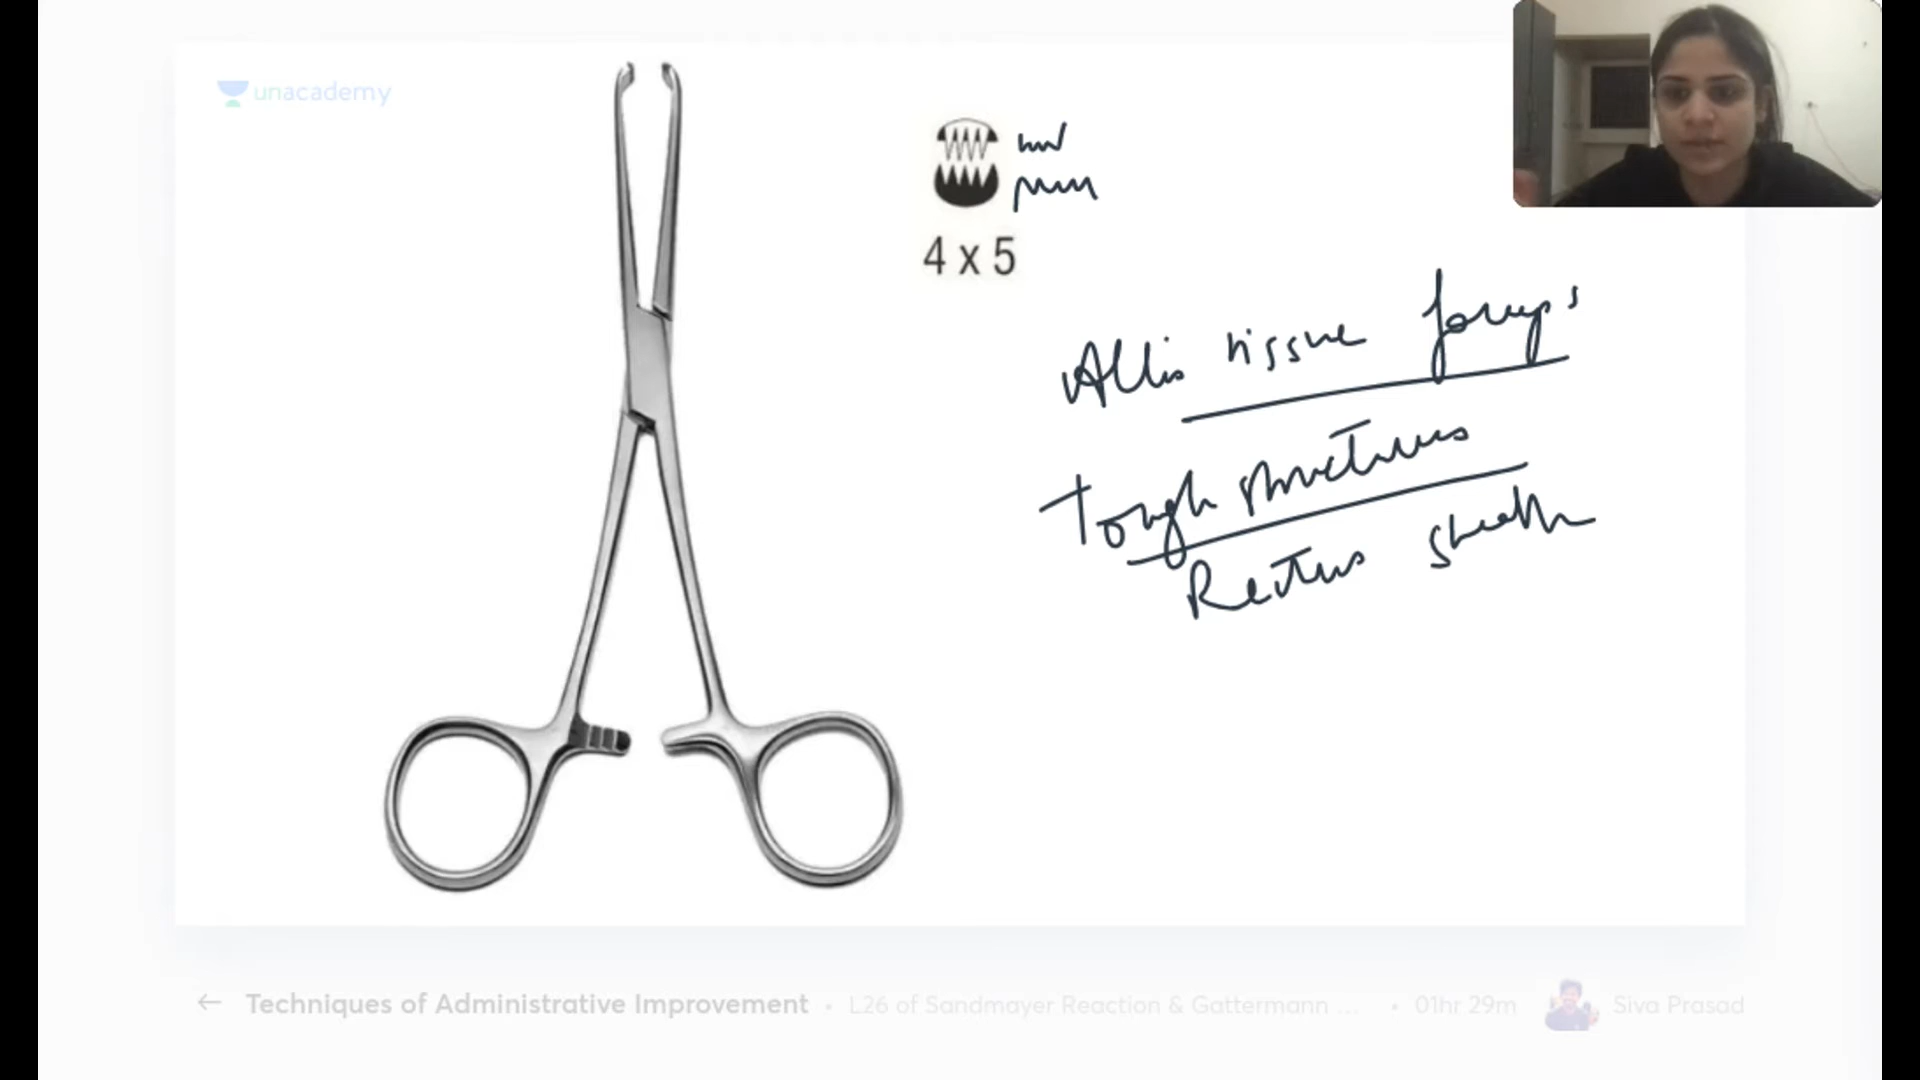 unacademy
4 x 5
Allis tissue forceps
Tough structures
Rectus sheath
Techniques of Administrative Improvement • L26 of Sandmayer Reaction & Gattermann ... • 01hr 29m Siva Prasad